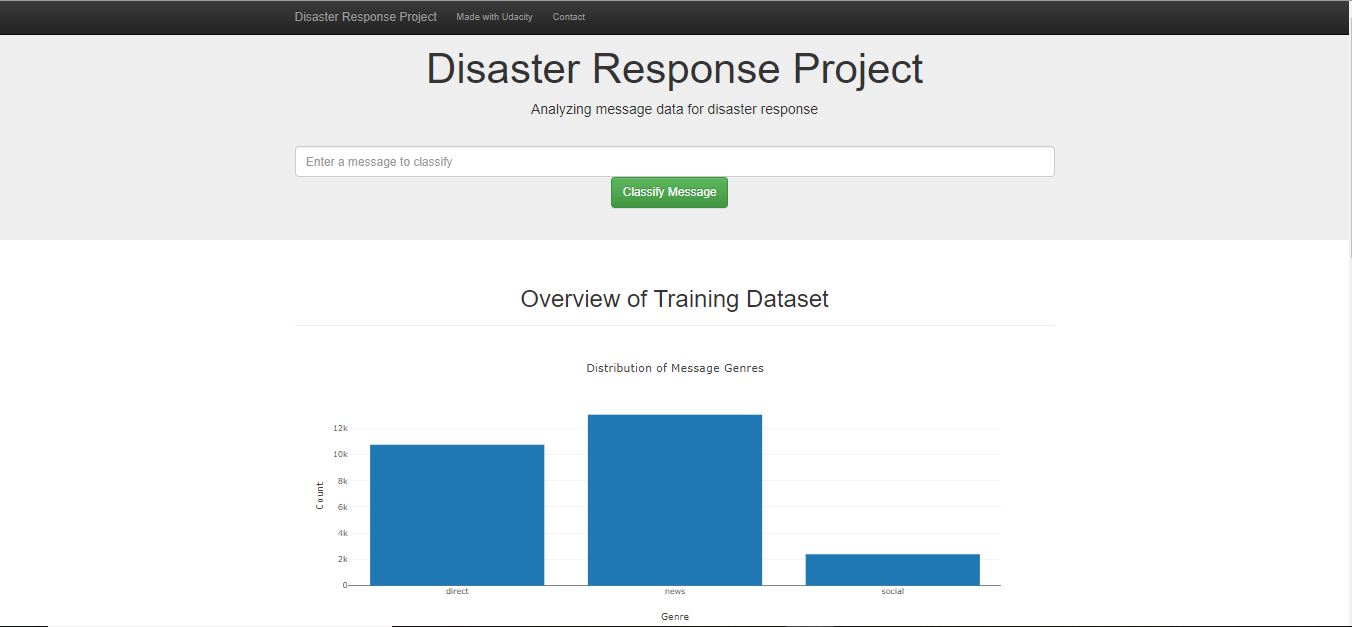 Disaster Response Project Made with Udacity Contact
Disaster Response Project
Analyzing message data for disaster response
Enter a message to classify
Classify Message
Overview of Training Dataset
Distribution of Message Genres
12k
10k
8k
6k
4k
2k
0
Count
direct news social
Genre